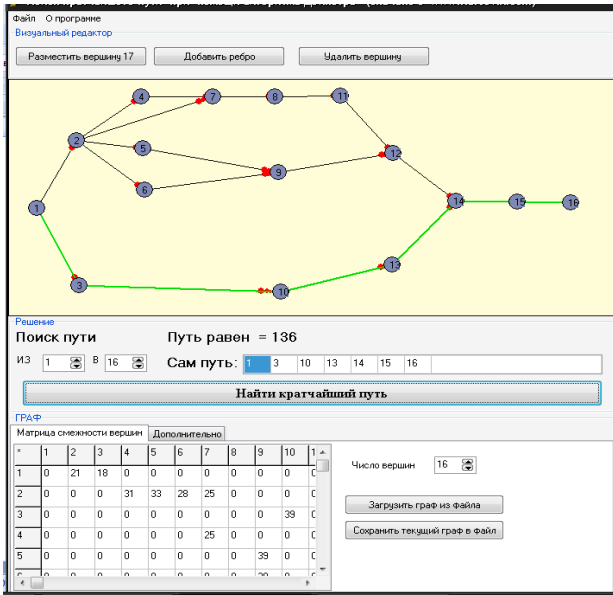 Файл О программе
Визуальный редактор
Разместить вершину 17 Добавить ребро Удалить вершину
4 7 8 11
2 5 12
9
6
1 14 15 16
13
3 10
Решение
Поиск пути Путь равен = 136
ИЗ 1 В 16 Сам путь: 1 3 10 13 14 15 16
Найти кратчайший путь
ГРАФ
Матрица смежности вершин Дополнительно
* 1 2 3 4 5 6 7 8 9 10
1 0 21 18 0 0 0 0 0 0 0
2 0 0 0 31 33 28 25 0 0 0
3 0 0 0 0 0 0 0 0 0 39
4 0 0 0 0 0 0 25 0 0 0
5 0 0 0 0 0 0 0 0 39 0
Число вершин 16
Загрузить граф из файла
Сохранить текущий граф в файл